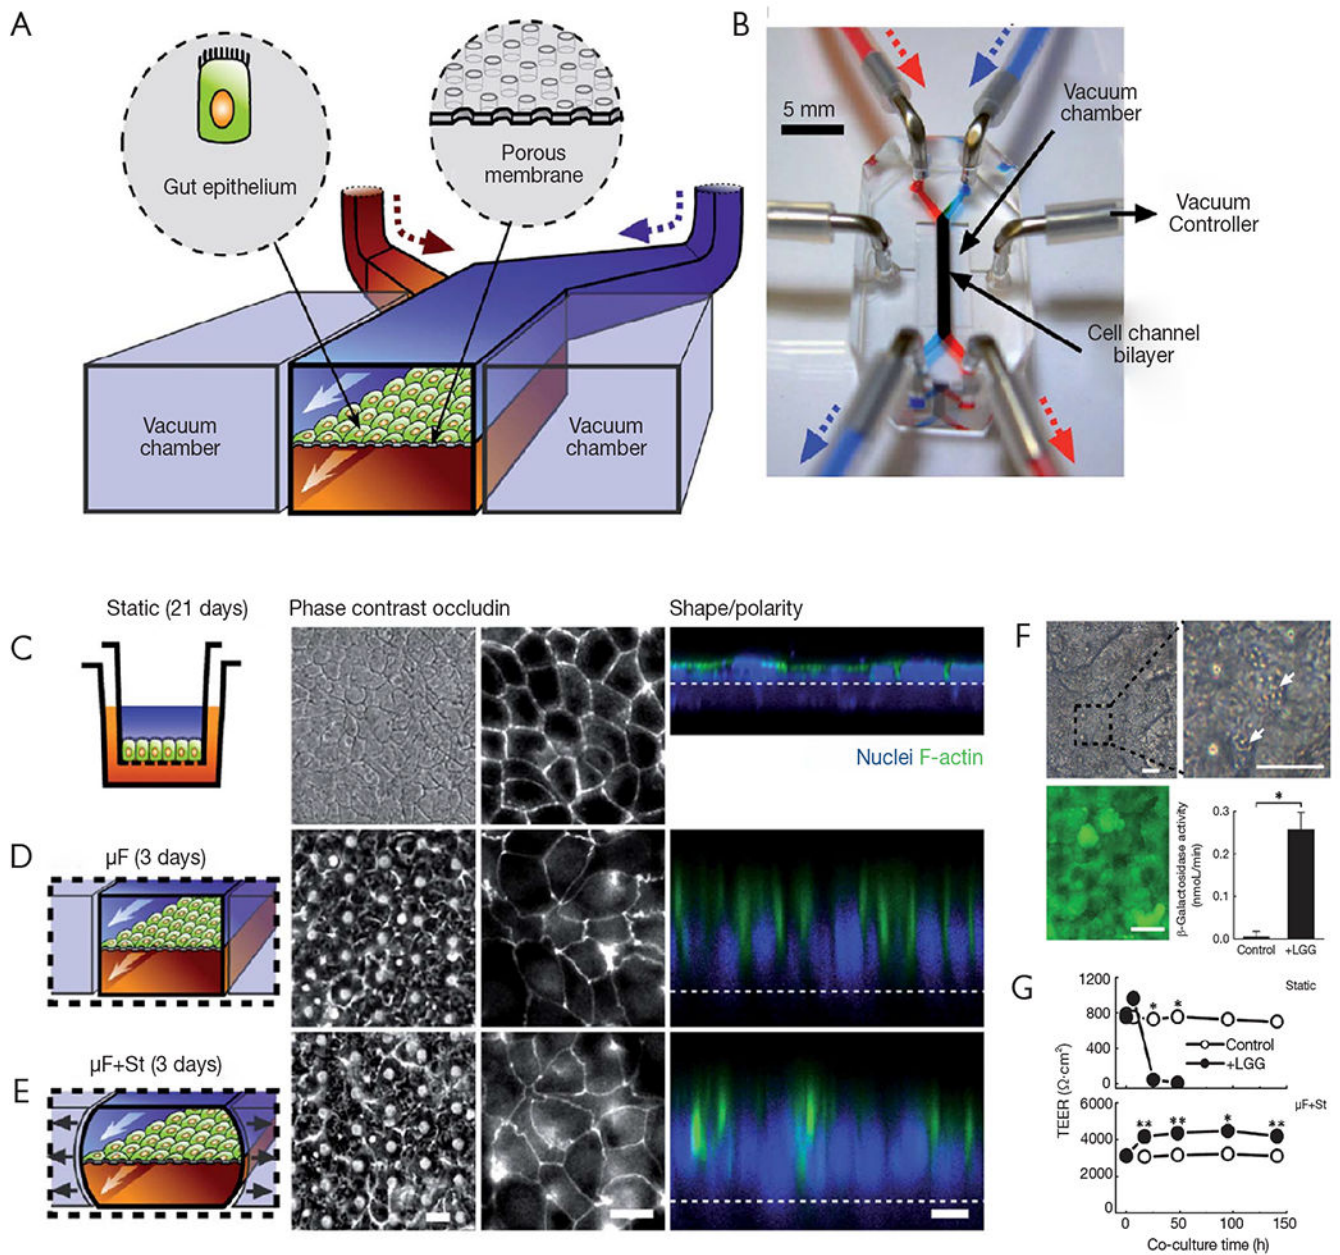 A
Gut epithelium
Porous
membrane
Vacuum
chamber
Vacuum
chamber
B
5 mm
Vacuum
chamber
Vacuum
Controller
Cell channel
bilayer
Static (21 days)
Phase contrast occludin
Shape/polarity
C
Nuclei F-actin
D
µF (3 days)
E
µF+St (3 days)
F
β-Galactosidase activity
(nmoL/min)
0.3
0.2
0.1
0.0
*
Control
+LGG
G
TEER (Ω·cm²)
1200
800
400
0
Static
* *
Control
+LGG
6000
4000
2000
0
µF+St
** ** * **
0 50 100 150
Co-culture time (h)